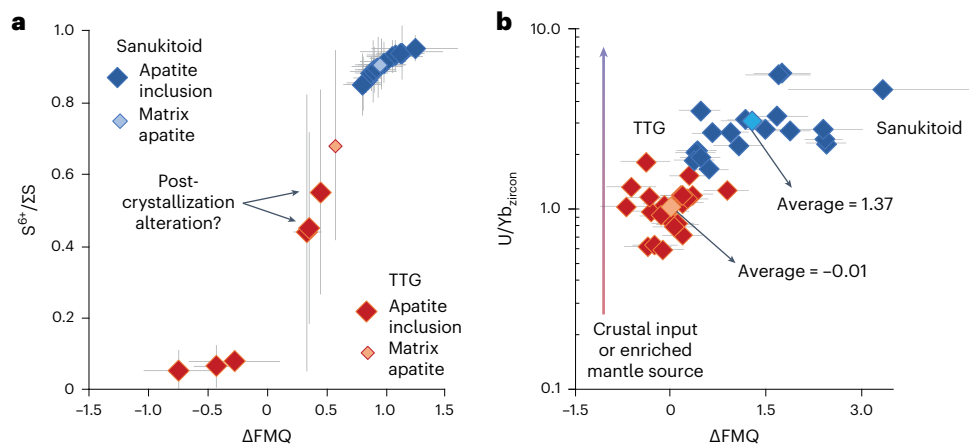 a
S⁶⁺/ΣS
1.0
0.8
0.6
0.4
0.2
0
Sanukitoid
Apatite
inclusion
Matrix
apatite
Post-
crystallization
alteration?
TTG
Apatite
inclusion
Matrix
apatite
−1.5
−1.0
−0.5
0
0.5
1.0
1.5
ΔFMQ
b
U/Yb_zircon
10.0
1.0
0.1
TTG
Sanukitoid
Average = 1.37
Average = −0.01
Crustal input
or enriched
mantle source
−1.5
0
1.5
3.0
ΔFMQ